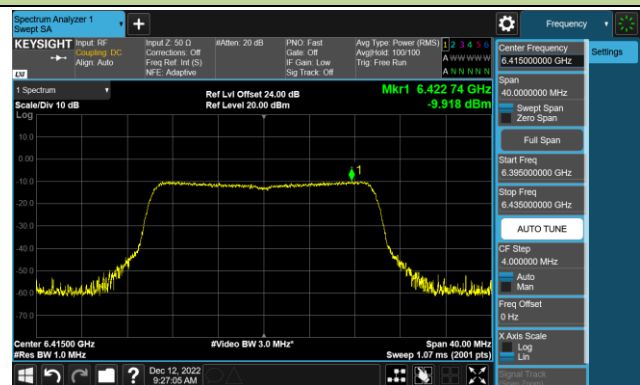 Spectrum Analyzer 1
Swept SA
Frequency
KEYSIGHT
Input: RF
Coupling: DC
Align: Auto
Input Z: 50 Ω
Corrections: Off
Freq Ref: Int (S)
NFE: Adaptive
#Atten: 20 dB
PNO: Fast
Gate: Off
IF Gain: Low
Sig Track: Off
Avg Type: Power (RMS)
Avg|Hold: 100/100
Trig: Free Run
1 2 3 4 5 6
A W W W W W
A N N N N N
LXI
1 Spectrum
Scale/Div 10 dB
Log
Ref Lvl Offset 24.00 dB
Ref Level 20.00 dBm
Mkr1 6.422 74 GHz
-9.918 dBm
10.0
0.00
-10.0
-20.0
-30.0
-40.0
-50.0
-60.0
-70.0
1
Center 6.41500 GHz
#Res BW 1.0 MHz
#Video BW 3.0 MHz*
Span 40.00 MHz
Sweep 1.07 ms (2001 pts)
Dec 12, 2022
9:27:05 AM
Center Frequency
6.415000000 GHz
Settings
Span
40.0000000 MHz
Swept Span
Zero Span
Full Span
Start Freq
6.395000000 GHz
Stop Freq
6.435000000 GHz
AUTO TUNE
CF Step
4.000000 MHz
Auto
Man
Freq Offset
0 Hz
X Axis Scale
Log
Lin
Signal Track